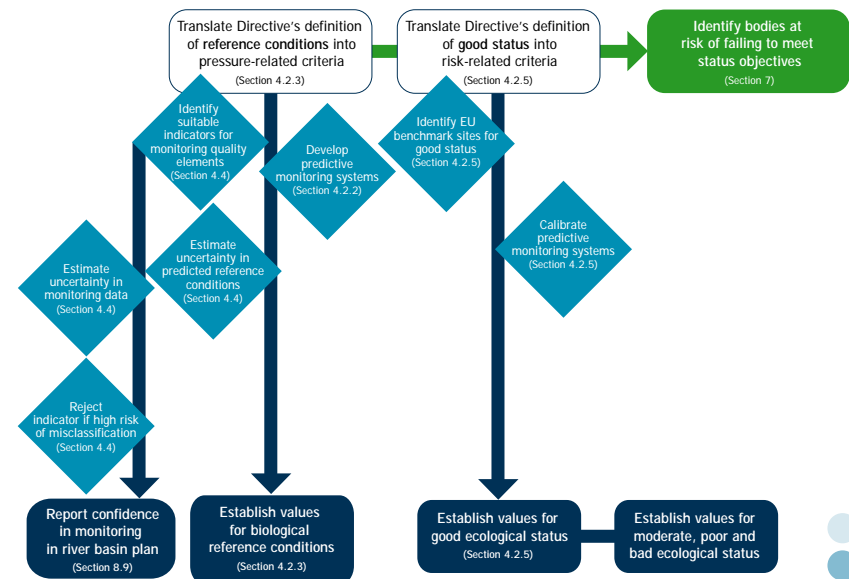 Translate Directive's definition
of reference conditions into
pressure-related criteria
(Section 4.2.3)
Translate Directive's definition
of good status into
risk-related criteria
(Section 4.2.5)
Identify bodies at
risk of failing to meet
status objectives
(Section 7)
Identify
suitable
indicators for
monitoring quality
elements
(Section 4.4)
Develop
predictive
monitoring systems
(Section 4.2.2)
Identify EU
benchmark sites for
good status
(Section 4.2.5)
Estimate
uncertainty in
monitoring data
(Section 4.4)
Estimate
uncertainty in
predicted reference
conditions
(Section 4.4)
Calibrate
predictive
monitoring systems
(Section 4.2.5)
Reject
indicator if high risk
of misclassification
(Section 4.4)
Report confidence
in monitoring
in river basin plan
(Section 8.9)
Establish values
for biological
reference conditions
(Section 4.2.3)
Establish values for
good ecological status
(Section 4.2.5)
Establish values for
moderate, poor and
bad ecological status